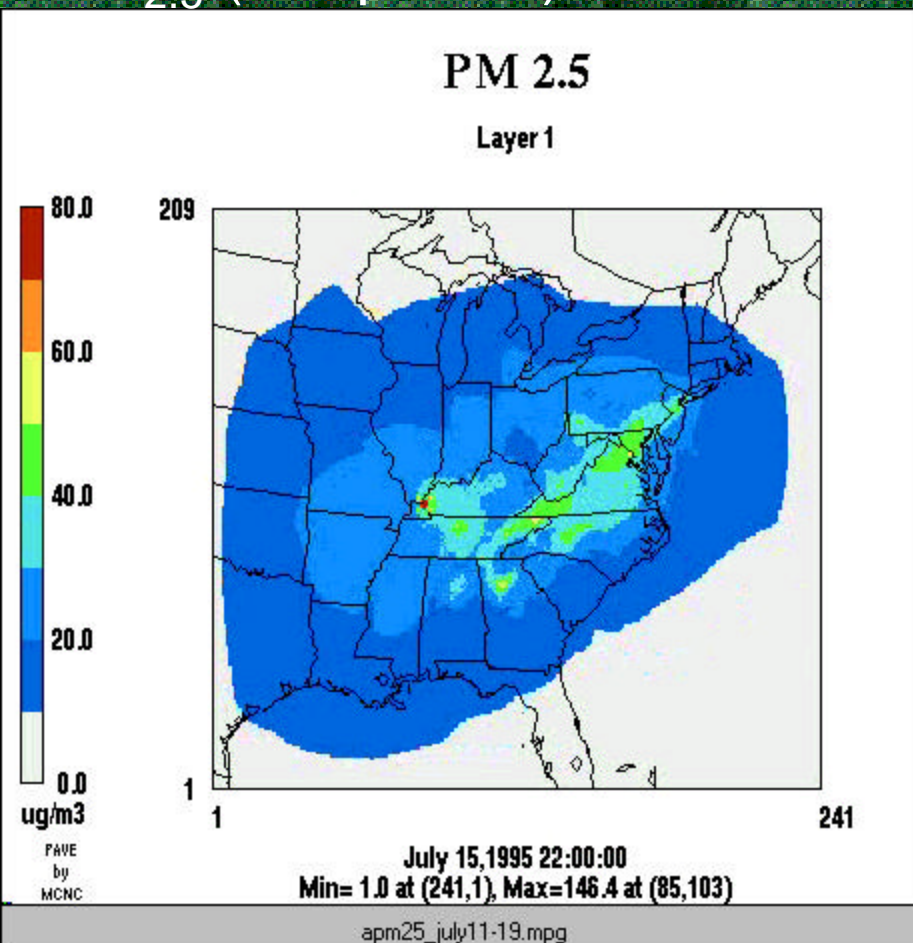 PM 2.5
Layer 1
80.0
60.0
40.0
20.0
0.0
ug/m3
209
1
1
241
PAVE
by
MCNC
July 15,1995 22:00:00
Min= 1.0 at (241,1), Max=146.4 at (85,103)
apm25_july11-19.mpg